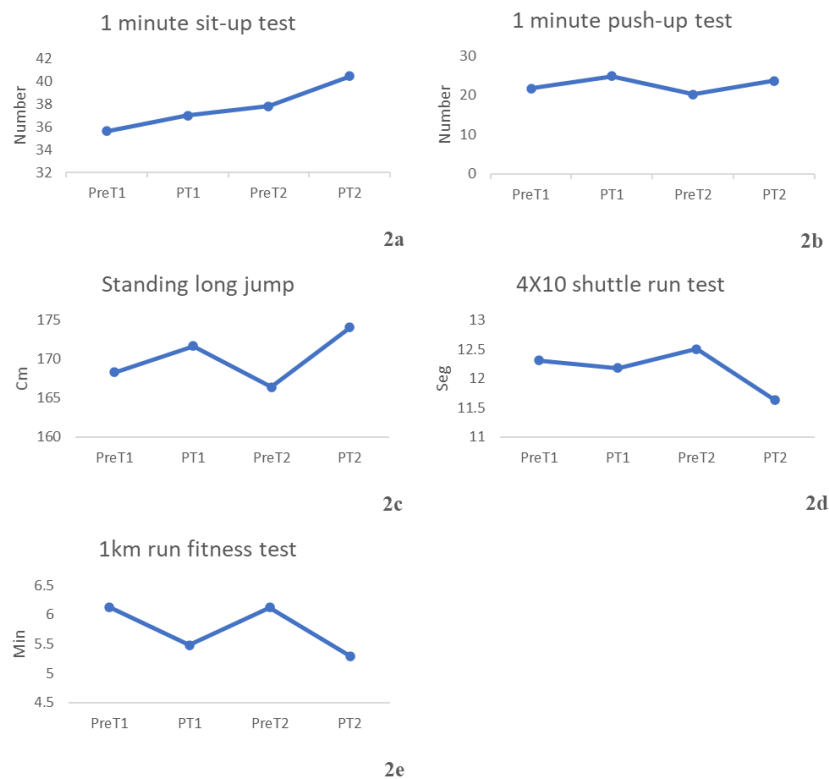 1 minute sit-up test
Number
42
40
38
36
34
32
PreT1 PT1 PreT2 PT2
2a
1 minute push-up test
Number
30
20
10
0
PreT1 PT1 PreT2 PT2
2b
Standing long jump
Cm
175
170
165
160
PreT1 PT1 PreT2 PT2
2c
4X10 shuttle run test
Seg
13
12.5
12
11.5
11
PreT1 PT1 PreT2 PT2
2d
1km run fitness test
Min
6.5
6
5.5
5
4.5
PreT1 PT1 PreT2 PT2
2e